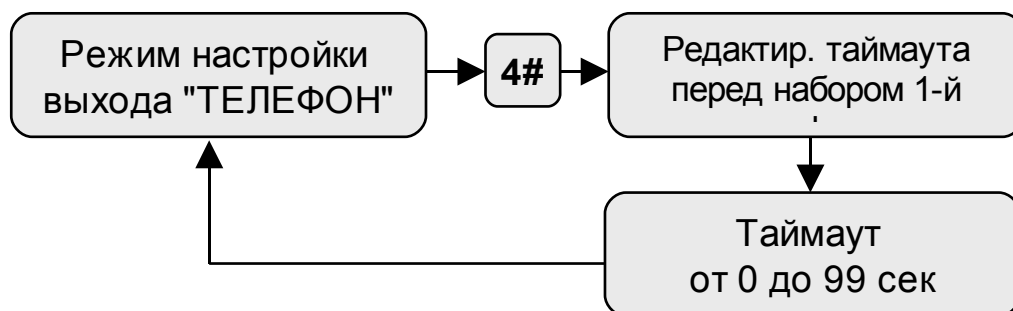 Режим настройки
выхода "ТЕЛЕФОН"
4#
Редактир. таймаута
перед набором 1-й
Таймаут
от 0 до 99 сек